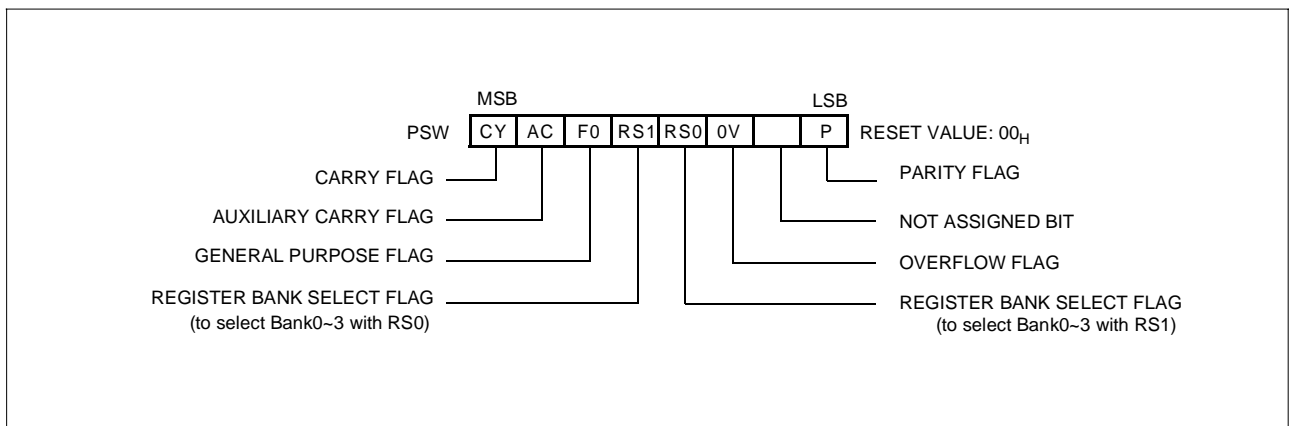 MSB LSB
PSW CY AC F0 RS1 RS0 0V P RESET VALUE: 00H
CARRY FLAG PARITY FLAG
AUXILIARY CARRY FLAG NOT ASSIGNED BIT
GENERAL PURPOSE FLAG OVERFLOW FLAG
REGISTER BANK SELECT FLAG REGISTER BANK SELECT FLAG
(to select Bank0~3 with RS0) (to select Bank0~3 with RS1)